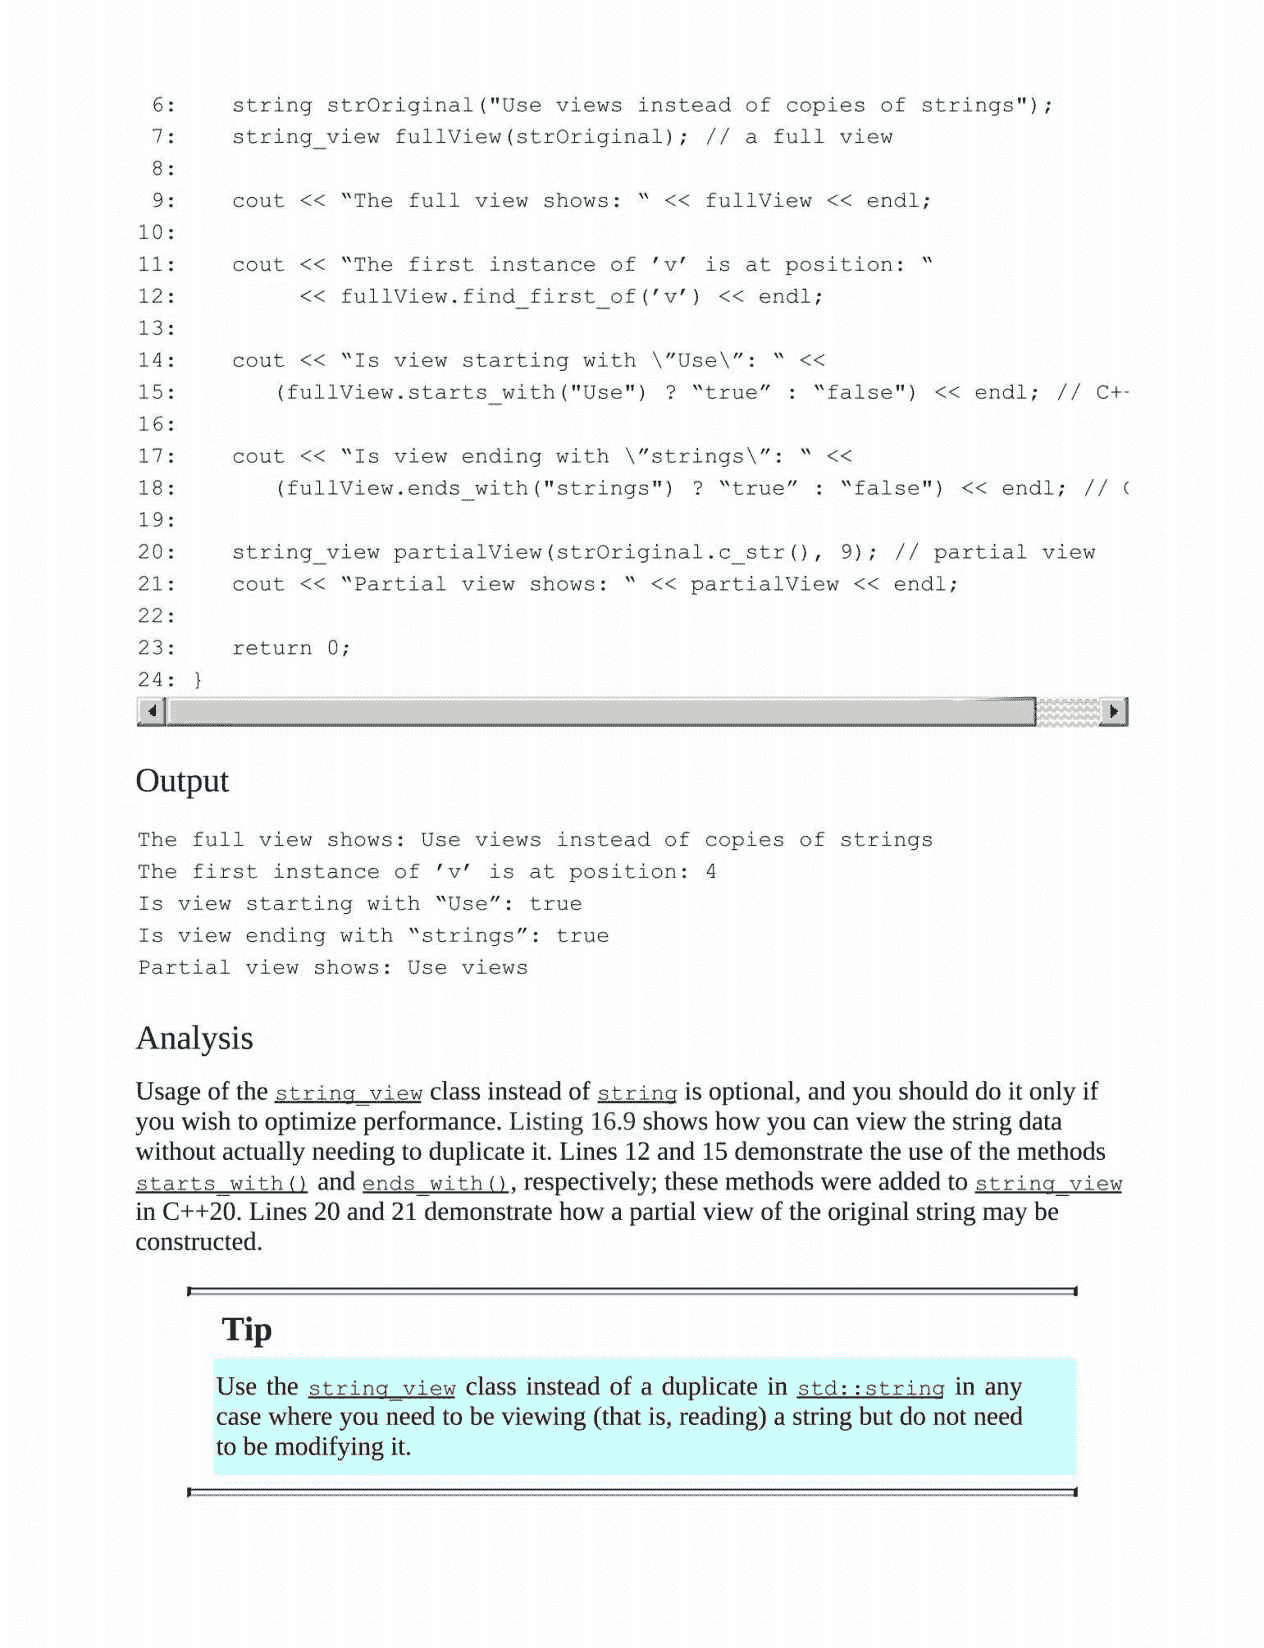 6:    string strOriginal("Use views instead of copies of strings");
7:    string_view fullView(strOriginal); // a full view
8:
9:    cout << “The full view shows: “ << fullView << endl;
10:
11:    cout << “The first instance of ’v’ is at position: “
12:         << fullView.find_first_of(’v’) << endl;
13:
14:    cout << “Is view starting with \”Use\”: “ <<
15:       (fullView.starts_with("Use") ? “true” : “false") << endl; // C+
16:
17:    cout << “Is view ending with \”strings\”: “ <<
18:       (fullView.ends_with("strings") ? “true” : “false") << endl; //
19:
20:    string_view partialView(strOriginal.c_str(), 9); // partial view
21:    cout << “Partial view shows: “ << partialView << endl;
22:
23:    return 0;
24: }
Output
The full view shows: Use views instead of copies of strings
The first instance of ’v’ is at position: 4
Is view starting with “Use”: true
Is view ending with “strings”: true
Partial view shows: Use views
Analysis
Usage of the string_view class instead of string is optional, and you should do it only if
you wish to optimize performance. Listing 16.9 shows how you can view the string data
without actually needing to duplicate it. Lines 12 and 15 demonstrate the use of the methods
starts_with() and ends_with(), respectively; these methods were added to string_view
in C++20. Lines 20 and 21 demonstrate how a partial view of the original string may be
constructed.
Tip
Use the string_view class instead of a duplicate in std::string in any
case where you need to be viewing (that is, reading) a string but do not need
to be modifying it.